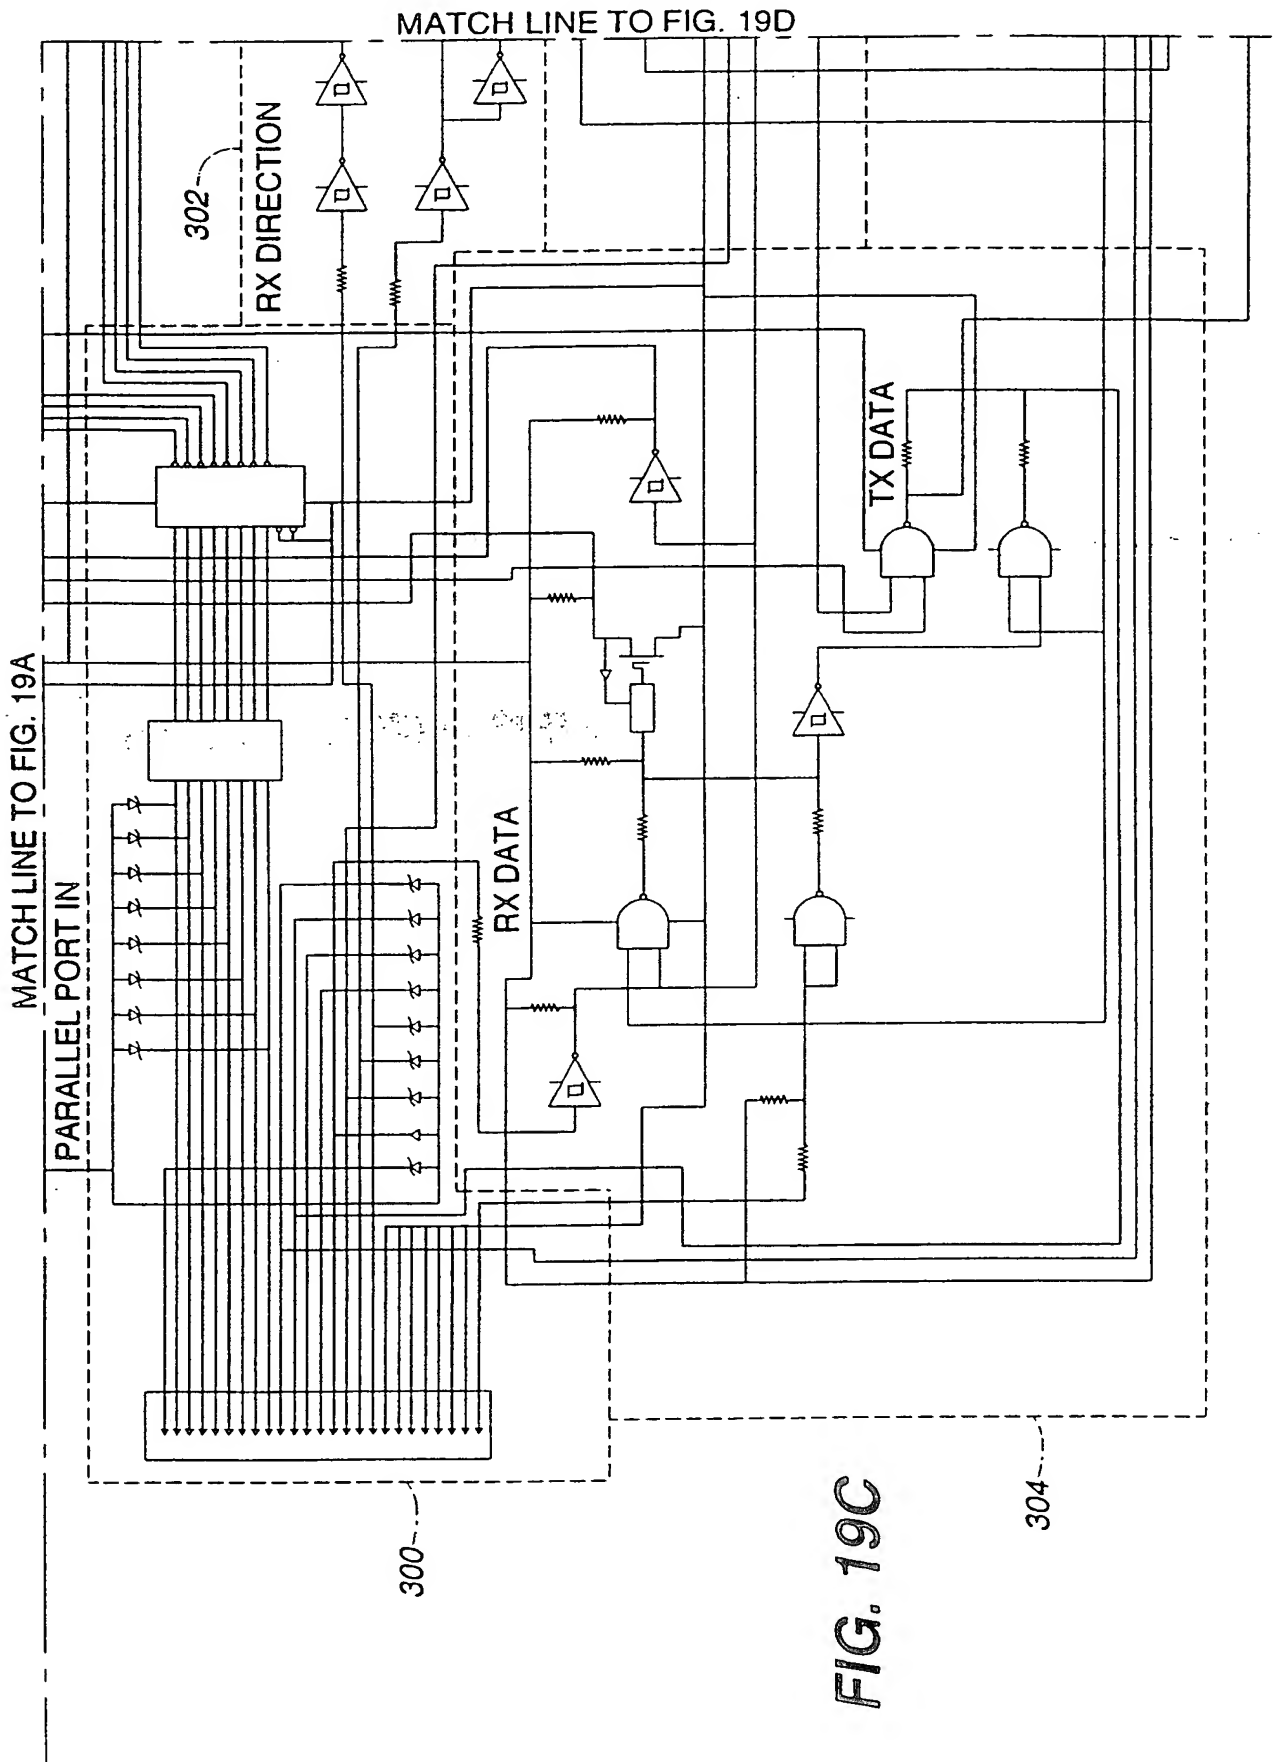 MATCH LINE TO FIG. 19D
MATCH LINE TO FIG. 19A
PARALLEL PORT IN
302
RX DIRECTION
RX DATA
TX DATA
300
304
FIG. 19C